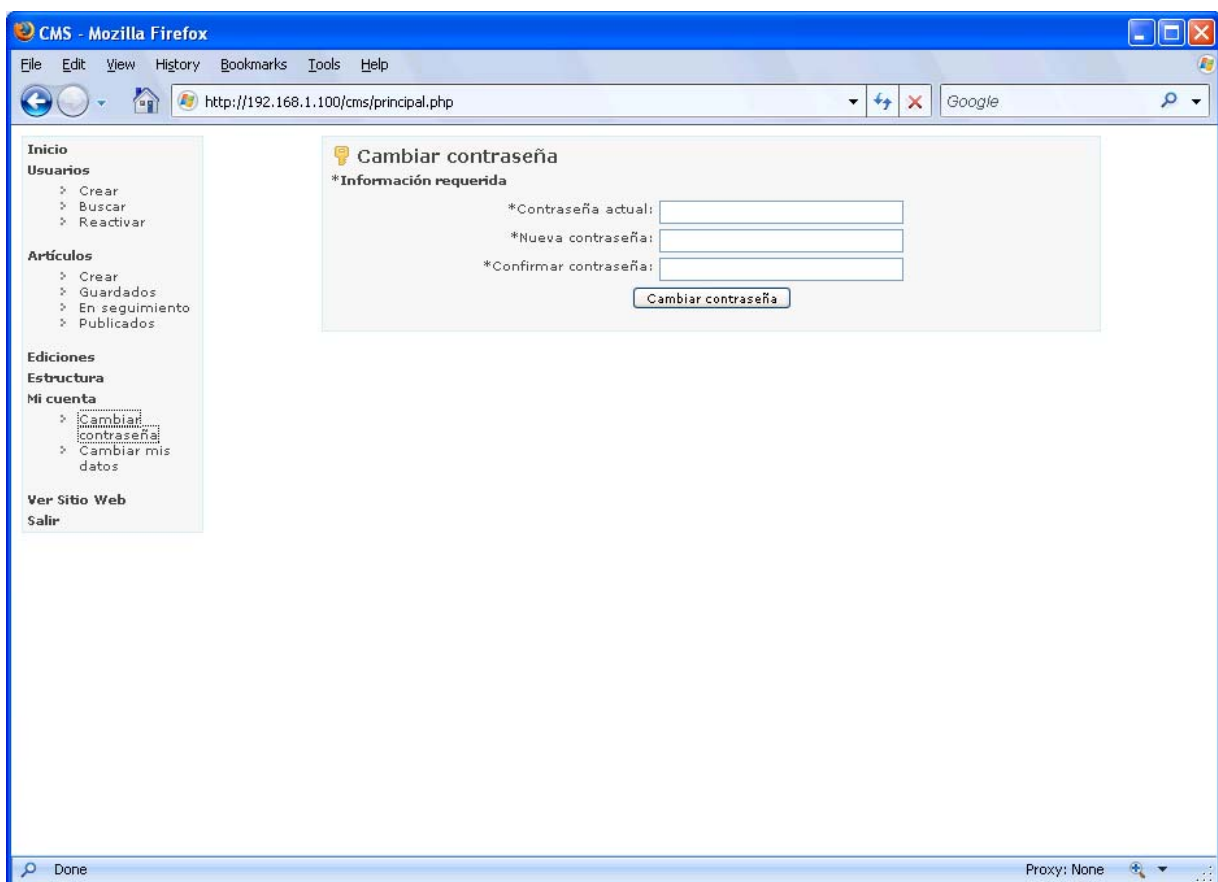 CMS - Mozilla Firefox
File Edit View History Bookmarks Tools Help
http://192.168.1.100/cms/principal.php
Google
Inicio
Usuarios
Crear
Buscar
Reactivar
Artículos
Crear
Guardados
En seguimiento
Publicados
Ediciones
Estructura
Mi cuenta
Cambiar
contraseña
Cambiar mis
datos
Ver Sitio Web
Salir
Cambiar contraseña
*Información requerida
*Contraseña actual:
*Nueva contraseña:
*Confirmar contraseña:
Cambiar contraseña
Done
Proxy: None